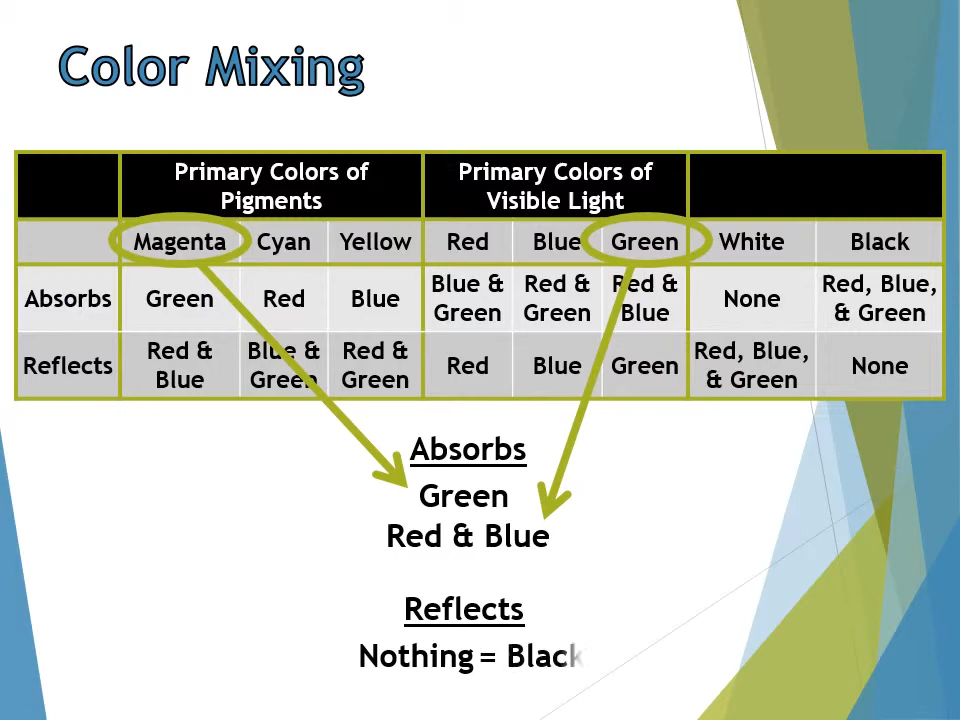 Color Mixing
Primary Colors of Pigments
Primary Colors of Visible Light
Magenta Cyan Yellow Red Blue Green White Black
Absorbs Green Red Blue Blue & Green Red & Green Red & Blue None Red, Blue, & Green
Reflects Red & Blue Blue & Green Red & Green Red Blue Green Red, Blue, & Green None
Absorbs
Green
Red & Blue
Reflects
Nothing = Black